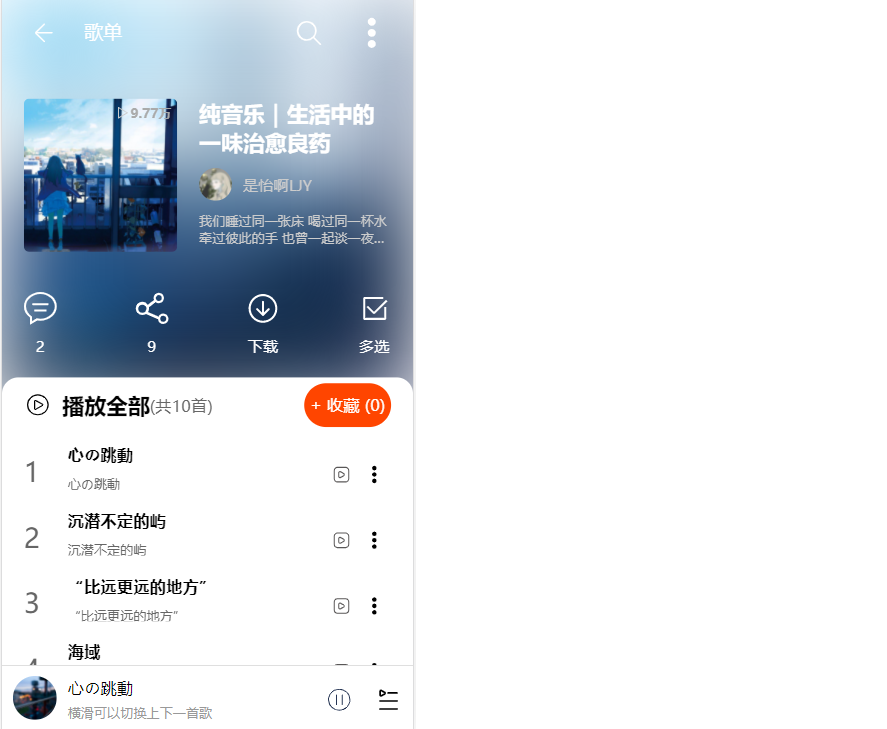 歌单
9.77万
纯音乐｜生活中的
一味治愈良药
是怡啊LJY
我们睡过同一张床 喝过同一杯水
牵过彼此的手 也曾一起谈一夜...
2
9
下载
多选
播放全部(共10首)
+ 收藏 (0)
1
心の跳動
心の跳動
2
沉潜不定的屿
沉潜不定的屿
3
“比远更远的地方”
“比远更远的地方”
4
海域
心の跳動
横滑可以切换上下一首歌